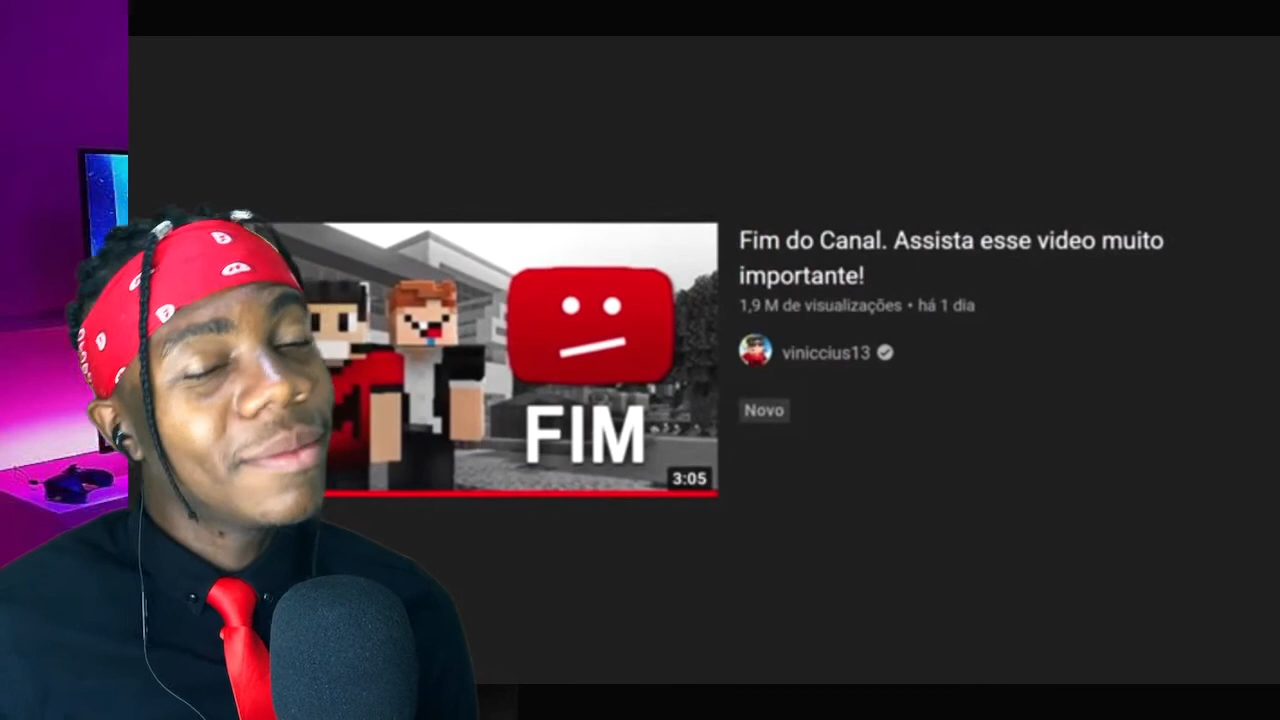 Fim do Canal. Assista esse video muito
importante!
1,9 M de visualizações • há 1 dia
viniccius13
Novo
FIM
3:05